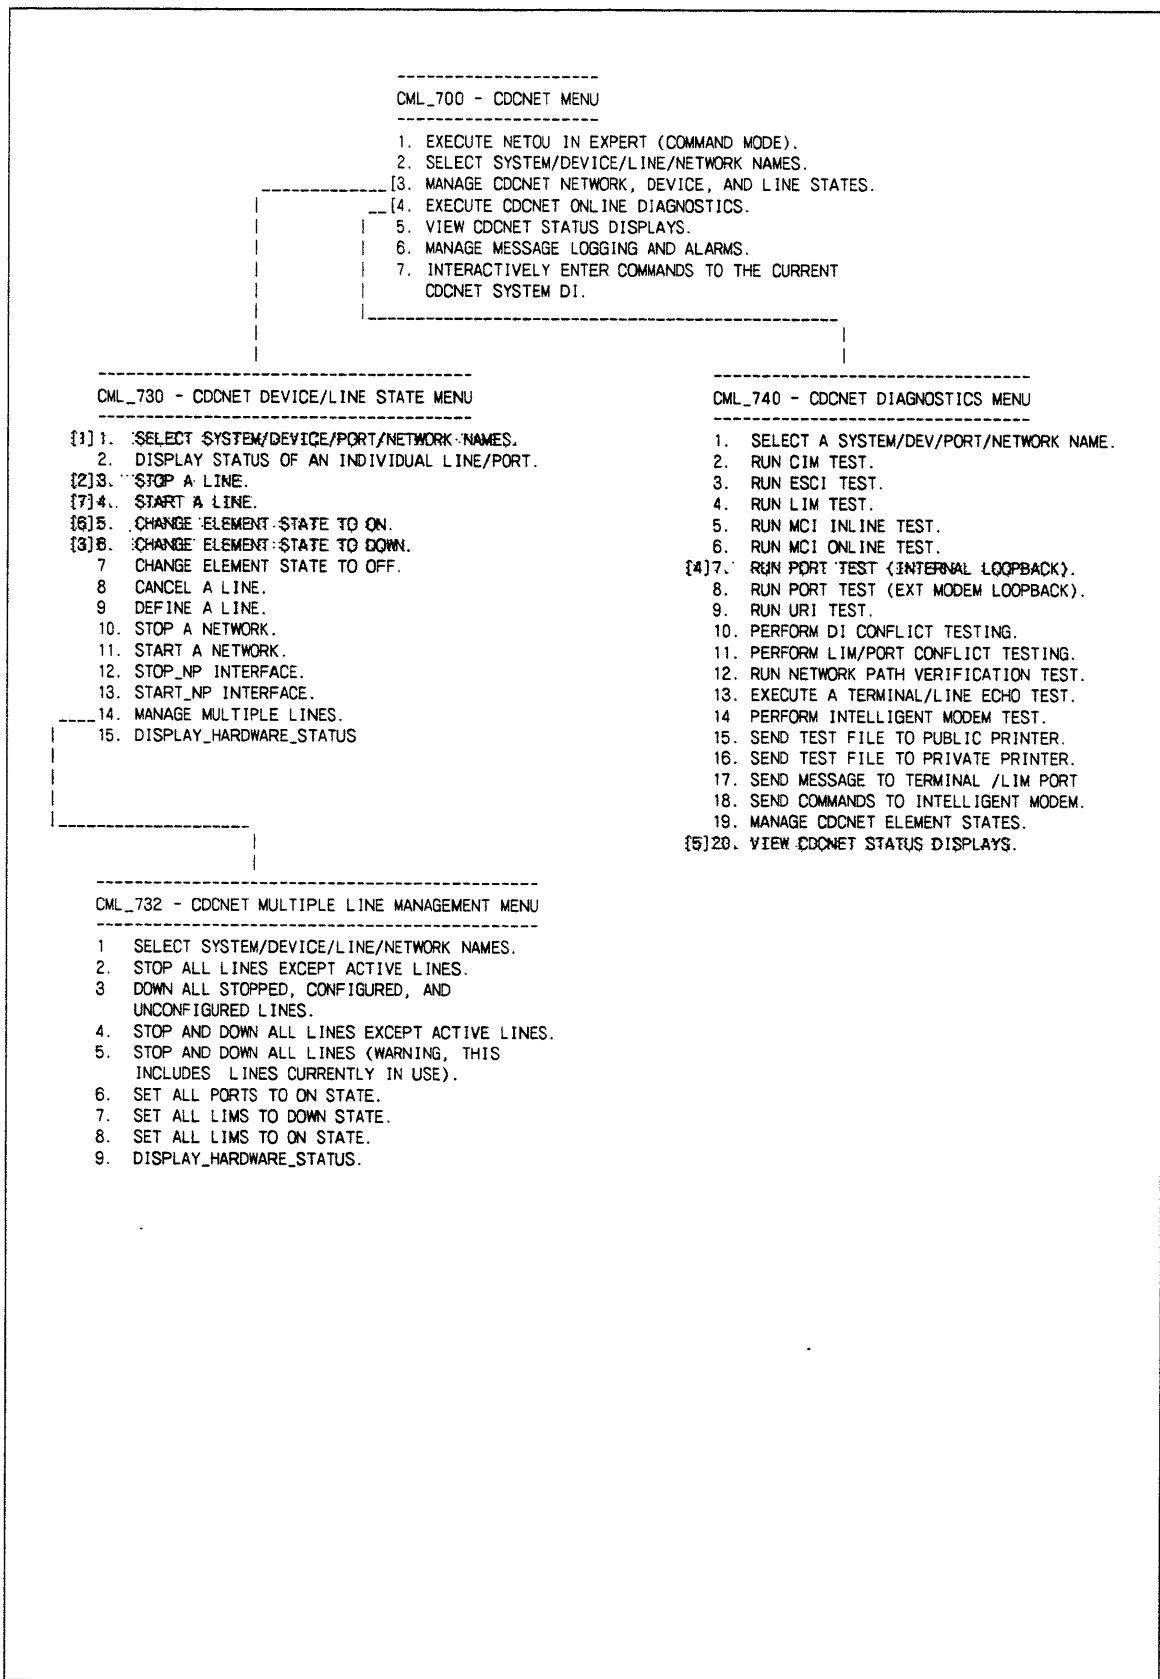 CML_700 - CDCNET MENU
1. EXECUTE NETOU IN EXPERT (COMMAND MODE).
2. SELECT SYSTEM/DEVICE/LINE/NETWORK NAMES.
[3. MANAGE CDCNET NETWORK, DEVICE, AND LINE STATES.
[4. EXECUTE CDCNET ONLINE DIAGNOSTICS.
5. VIEW CDCNET STATUS DISPLAYS.
6. MANAGE MESSAGE LOGGING AND ALARMS.
7. INTERACTIVELY ENTER COMMANDS TO THE CURRENT
CDCNET SYSTEM DI.
CML_730 - CDCNET DEVICE/LINE STATE MENU
[1] 1. SELECT SYSTEM/DEVICE/PORT/NETWORK NAMES.
2. DISPLAY STATUS OF AN INDIVIDUAL LINE/PORT.
[2]3. STOP A LINE.
[7]4. START A LINE.
[6]5. CHANGE ELEMENT STATE TO ON.
[3]6. CHANGE ELEMENT STATE TO DOWN.
7 CHANGE ELEMENT STATE TO OFF.
8 CANCEL A LINE.
9 DEFINE A LINE.
10. STOP A NETWORK.
11. START A NETWORK.
12. STOP_NP INTERFACE.
13. START_NP INTERFACE.
14. MANAGE MULTIPLE LINES.
15. DISPLAY_HARDWARE_STATUS
CML_740 - CDCNET DIAGNOSTICS MENU
1. SELECT A SYSTEM/DEV/PORT/NETWORK NAME.
2. RUN CIM TEST.
3. RUN ESCI TEST.
4. RUN LIM TEST.
5. RUN MCI INLINE TEST.
6. RUN MCI ONLINE TEST.
[4]7. RUN PORT TEST (INTERNAL LOOPBACK).
8. RUN PORT TEST (EXT MODEM LOOPBACK).
9. RUN URI TEST.
10. PERFORM DI CONFLICT TESTING.
11. PERFORM LIM/PORT CONFLICT TESTING.
12. RUN NETWORK PATH VERIFICATION TEST.
13. EXECUTE A TERMINAL/LINE ECHO TEST.
14 PERFORM INTELLIGENT MODEM TEST.
15. SEND TEST FILE TO PUBLIC PRINTER.
16. SEND TEST FILE TO PRIVATE PRINTER.
17. SEND MESSAGE TO TERMINAL /LIM PORT
18. SEND COMMANDS TO INTELLIGENT MODEM.
19. MANAGE CDCNET ELEMENT STATES.
[5]20. VIEW CDCNET STATUS DISPLAYS.
CML_732 - CDCNET MULTIPLE LINE MANAGEMENT MENU
1 SELECT SYSTEM/DEVICE/LINE/NETWORK NAMES.
2. STOP ALL LINES EXCEPT ACTIVE LINES.
3 DOWN ALL STOPPED, CONFIGURED, AND
UNCONFIGURED LINES.
4. STOP AND DOWN ALL LINES EXCEPT ACTIVE LINES.
5. STOP AND DOWN ALL LINES (WARNING, THIS
INCLUDES LINES CURRENTLY IN USE).
6. SET ALL PORTS TO ON STATE.
7. SET ALL LIMS TO DOWN STATE.
8. SET ALL LIMS TO ON STATE.
9. DISPLAY_HARDWARE_STATUS.